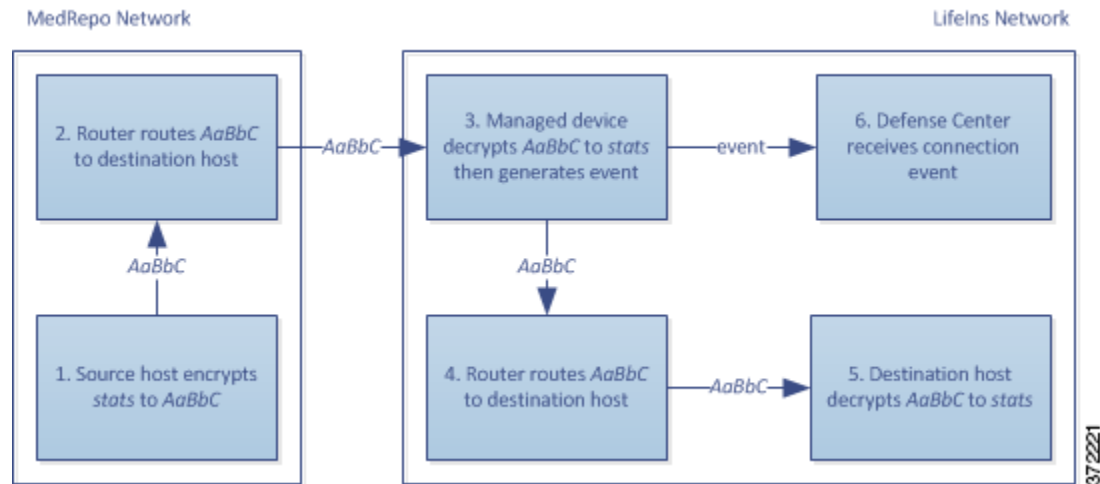 MedRepo Network
LifeIns Network
2. Router routes AaBbC
to destination host
AaBbC
3. Managed device
decrypts AaBbC to stats
then generates event
event
6. Defense Center
receives connection
event
AaBbC
AaBbC
1. Source host encrypts
stats to AaBbC
4. Router routes AaBbC
to destination host
AaBbC
5. Destination host
decrypts AaBbC to stats
372221